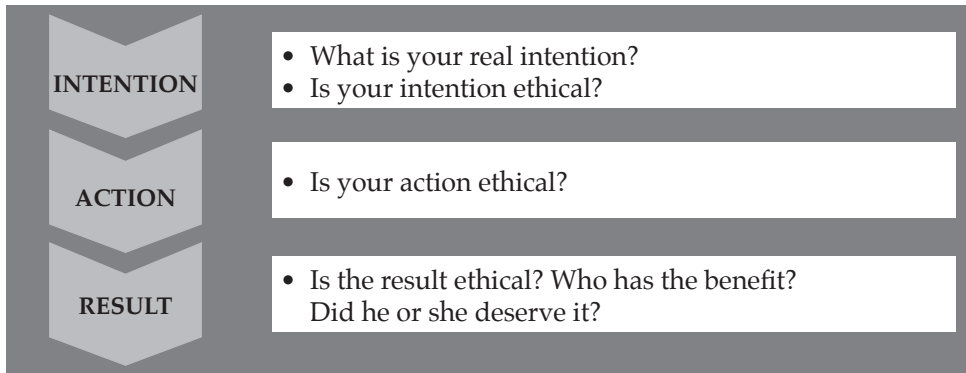 INTENTION
• What is your real intention?
• Is your intention ethical?
ACTION
• Is your action ethical?
RESULT
• Is the result ethical? Who has the benefit?
Did he or she deserve it?